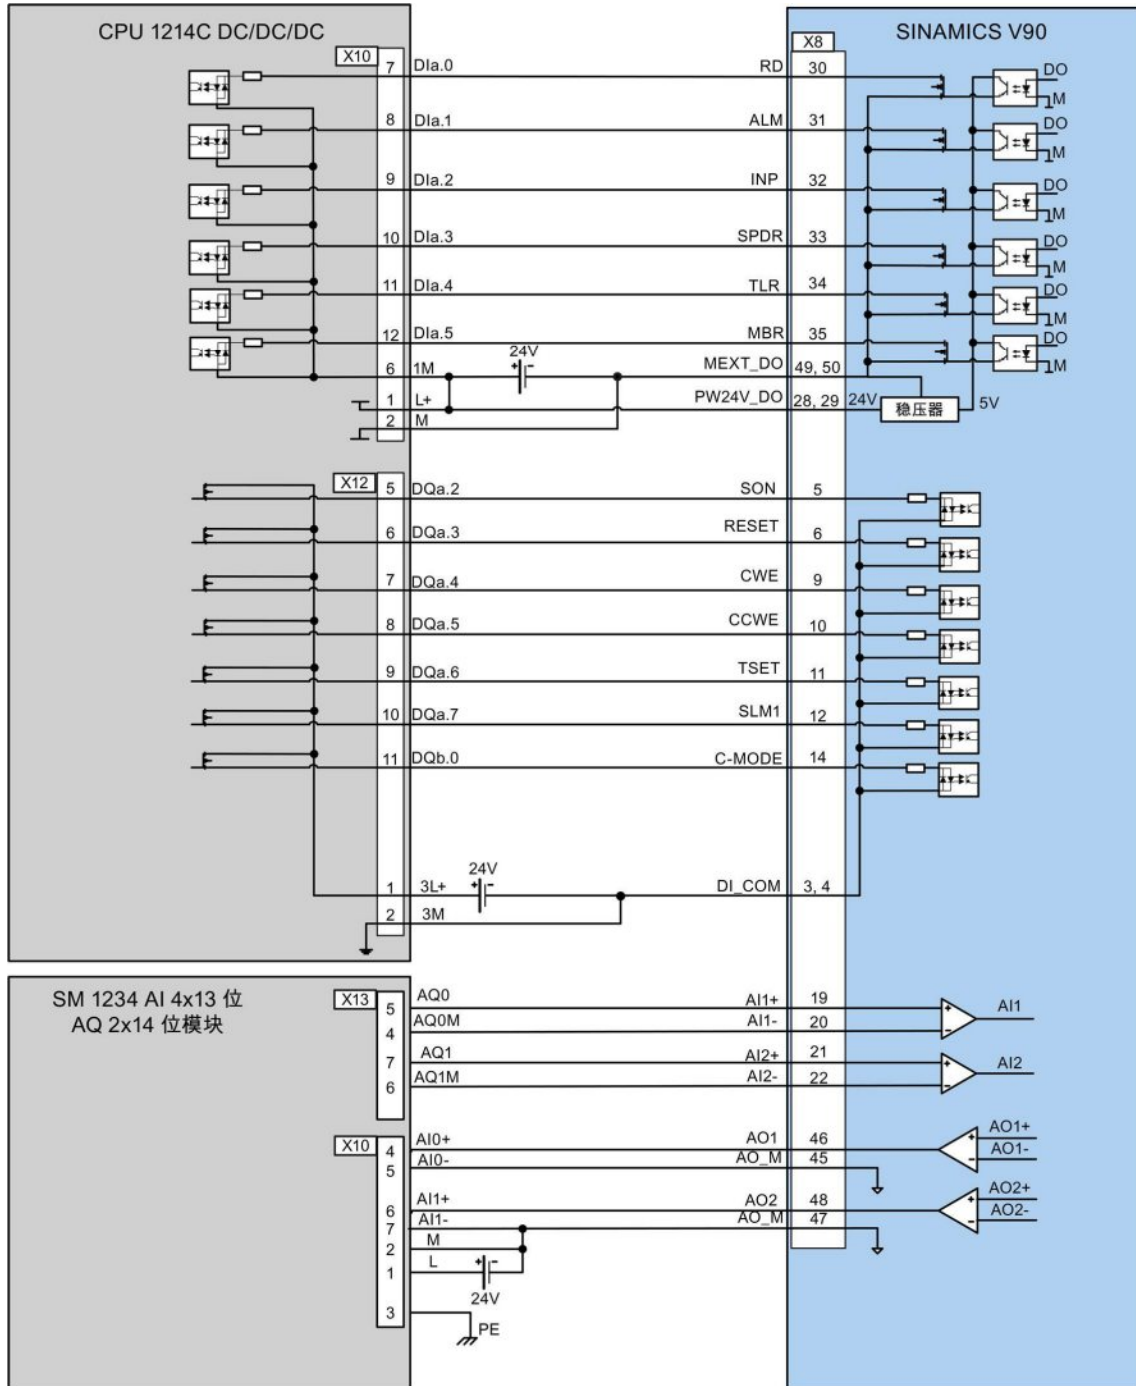 CPU 1214C DC/DC/DC
SINAMICS V90
X10
X8
7 DIa.0 RD 30 DO
M
8 DIa.1 ALM 31 DO
M
9 DIa.2 INP 32 DO
M
10 DIa.3 SPDR 33 DO
M
11 DIa.4 TLR 34 DO
M
12 DIa.5 MBR 35 DO
M
24V
+ -
6 1M MEXT_DO 49, 50
1 L+ PW24V_DO 28, 29 24V 稳压器 5V
2 M
X12
5 DQa.2 SON 5
6 DQa.3 RESET 6
7 DQa.4 CWE 9
8 DQa.5 CCWE 10
9 DQa.6 TSET 11
10 DQa.7 SLM1 12
11 DQb.0 C-MODE 14
24V
+ -
1 3L+ DI_COM 3, 4
2 3M
SM 1234 AI 4x13 位
AQ 2x14 位模块
X13
5 AQ0 AI1+ 19 + AI1
4 AQ0M AI1- 20 -
7 AQ1 AI2+ 21 + AI2
6 AQ1M AI2- 22 -
X10
4 AI0+ AO1 46 + AO1+
5 AI0- AO_M 45 - AO1-
6 AI1+ AO2 48 + AO2+
7 AI1- AO_M 47 - AO2-
2 M
1 L + -
24V
3 PE